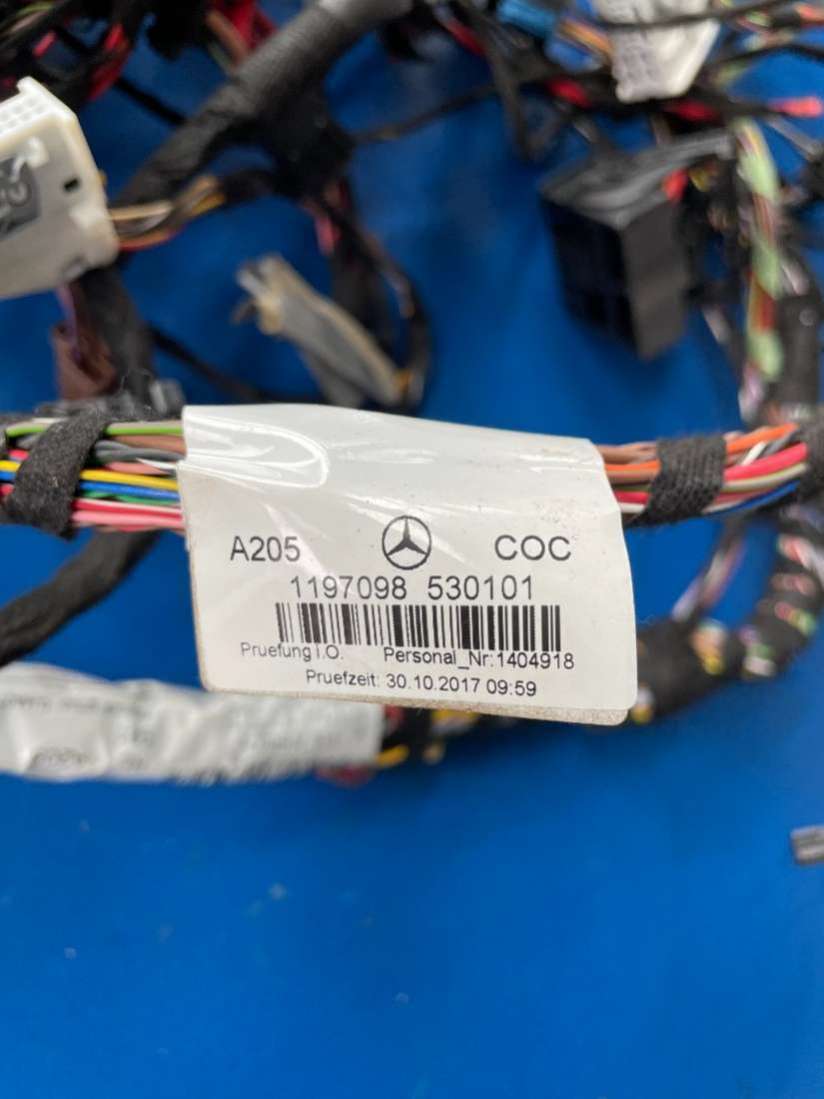 A205 COC
1197098 530101
Pruefung i.O. Personal_Nr:1404918
Pruefzeit: 30.10.2017 09:59